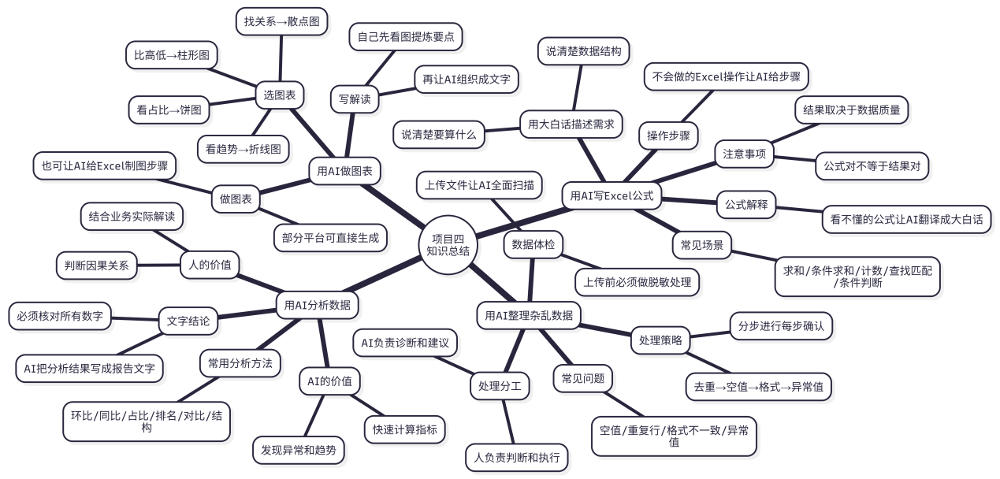 项目四
知识总结
用AI做图表
选图表
找关系→散点图
比高低→柱形图
看占比→饼图
看趋势→折线图
写解读
自己先看图提炼要点
再让AI组织成文字
做图表
也可让AI给Excel制图步骤
部分平台可直接生成
用AI写Excel公式
用大白话描述需求
说清楚数据结构
说清楚要算什么
操作步骤
不会做的Excel操作让AI给步骤
注意事项
结果取决于数据质量
公式对不等于结果对
公式解释
看不懂的公式让AI翻译成大白话
常见场景
求和/条件求和/计数/查找匹配
/条件判断
用AI整理杂乱数据
数据体检
上传文件让AI全面扫描
上传前必须做脱敏处理
处理策略
分步进行每步确认
去重→空值→格式→异常值
常见问题
空值/重复行/格式不一致/异常
值
处理分工
AI负责诊断和建议
人负责判断和执行
用AI分析数据
人的价值
结合业务实际解读
判断因果关系
文字结论
必须核对所有数字
AI把分析结果写成报告文字
常用分析方法
环比/同比/占比/排名/对比/结
构
AI的价值
发现异常和趋势
快速计算指标